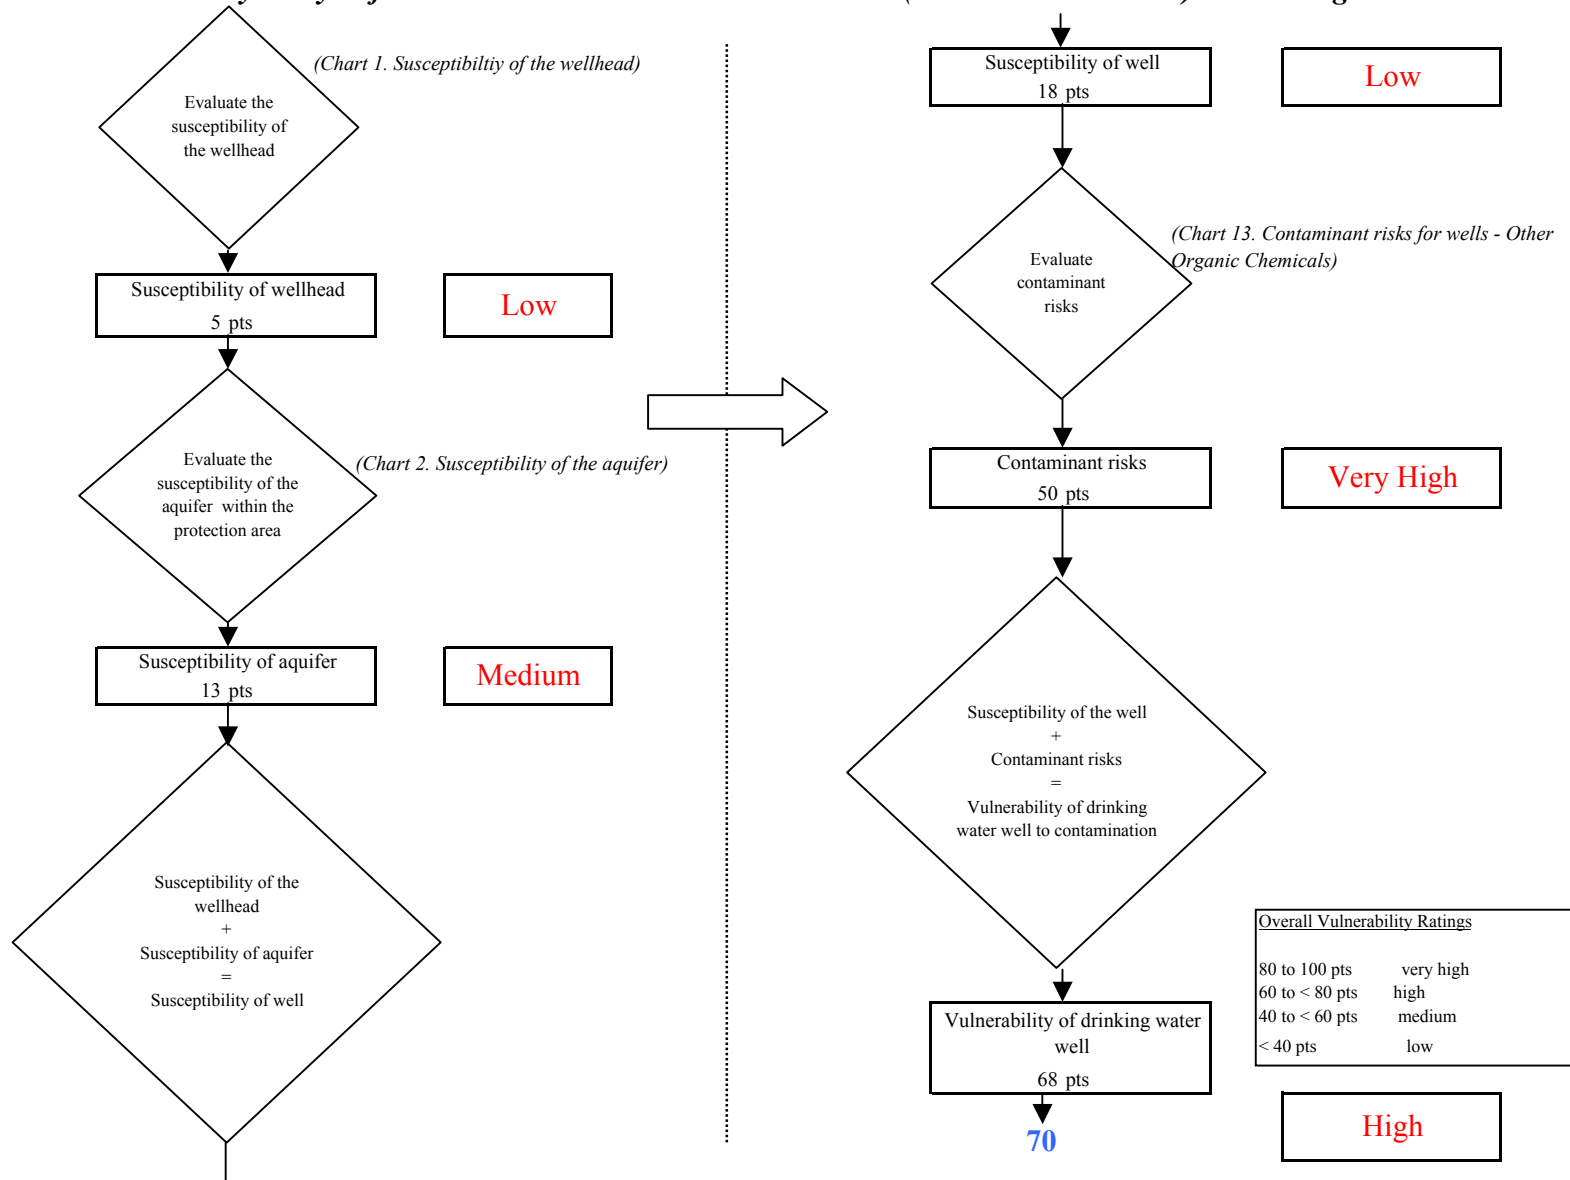 (Chart 1. Susceptibiltiy of the wellhead)
Evaluate the
susceptibility of
the wellhead
Susceptibility of wellhead
5 pts
Low
Evaluate the
susceptibility of the
aquifer within the
protection area
(Chart 2. Susceptibility of the aquifer)
Susceptibility of aquifer
13 pts
Medium
Susceptibility of the
wellhead
+
Susceptibility of aquifer
=
Susceptibility of well
Susceptibility of well
18 pts
Low
Evaluate
contaminant
risks
(Chart 13. Contaminant risks for wells - Other
Organic Chemicals)
Contaminant risks
50 pts
Very High
Susceptibility of the well
+
Contaminant risks
=
Vulnerability of drinking
water well to contamination
Overall Vulnerability Ratings
80 to 100 pts very high
60 to < 80 pts high
40 to < 60 pts medium
< 40 pts low
Vulnerability of drinking water
well
68 pts
70
High